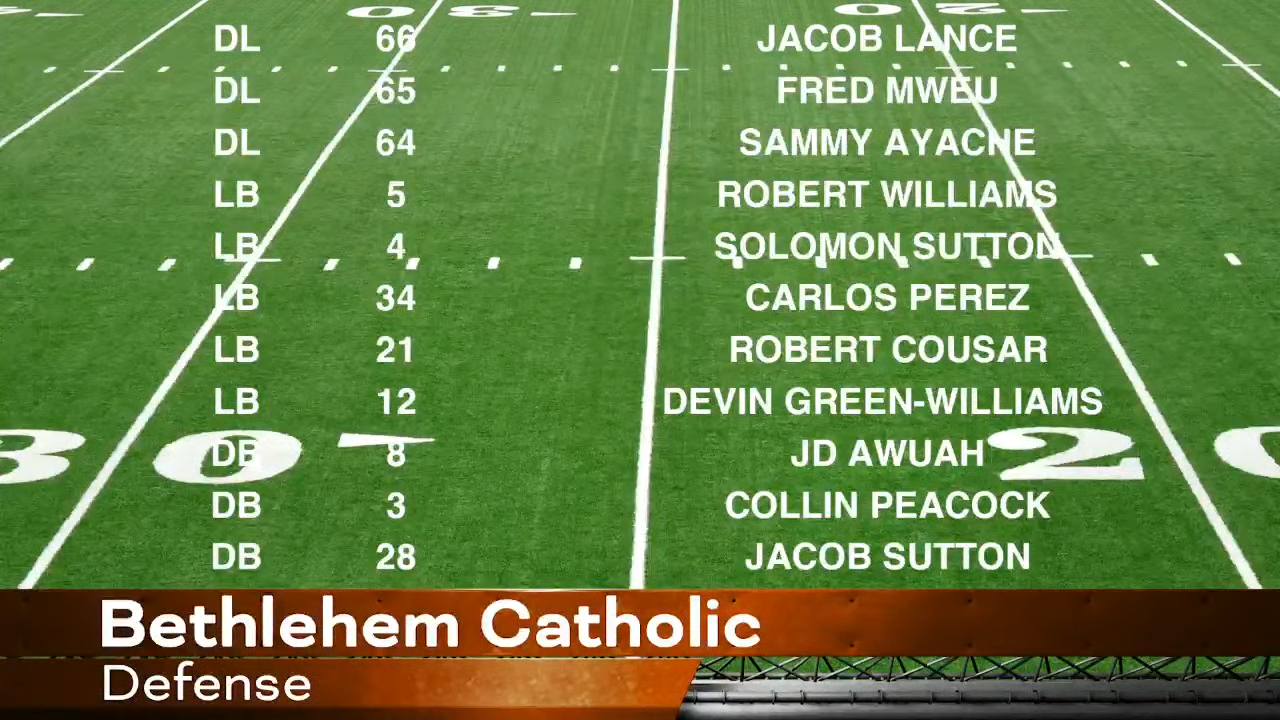 DL 66 JACOB LANCE
DL 65 FRED MWEU
DL 64 SAMMY AYACHE
LB 5 ROBERT WILLIAMS
LB 4 SOLOMON SUTTON
LB 34 CARLOS PEREZ
LB 21 ROBERT COUSAR
LB 12 DEVIN GREEN-WILLIAMS
DB 8 JD AWUAH
DB 3 COLLIN PEACOCK
DB 28 JACOB SUTTON
Bethlehem Catholic
Defense